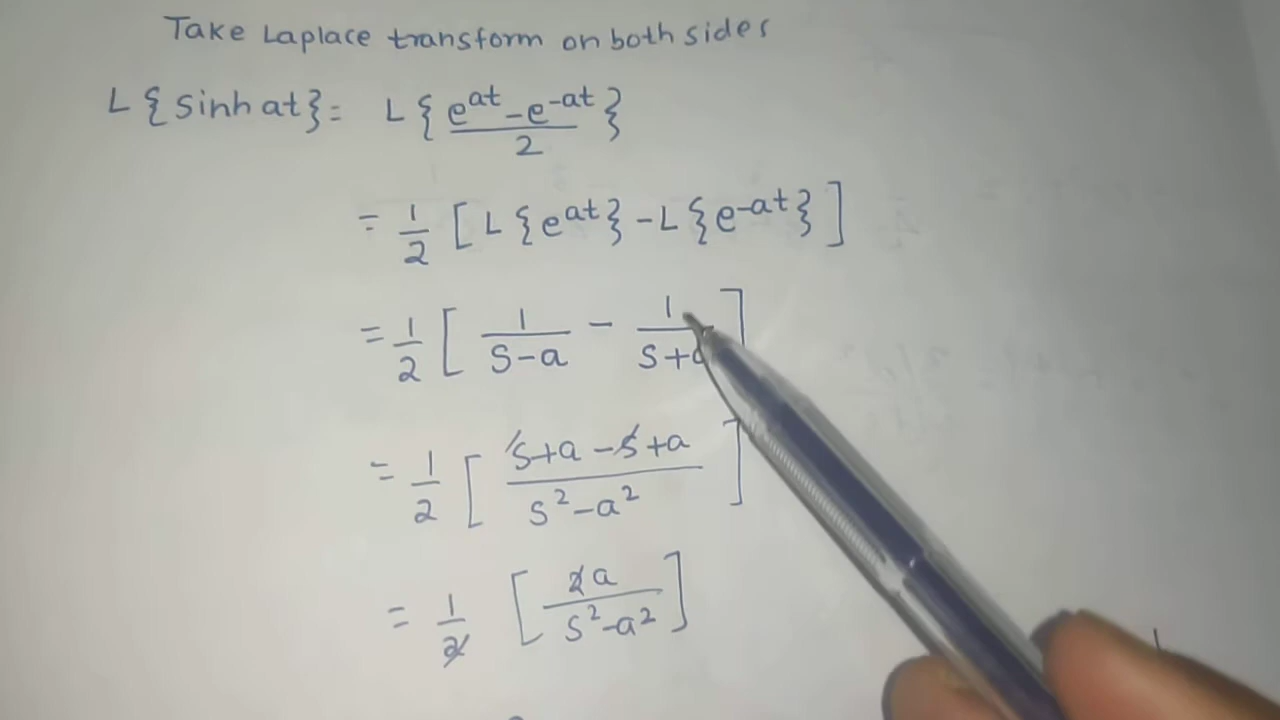 Take Laplace transform on both sides
L{sinh at} = L{(e^at - e^-at)/2}
= 1/2 [L{e^at} - L{e^-at}]
= 1/2 [1/(s-a) - 1/(s+a)]
= 1/2 [(s+a-s+a)/(s²-a²)]
= 1/2 [2a/(s²-a²)]